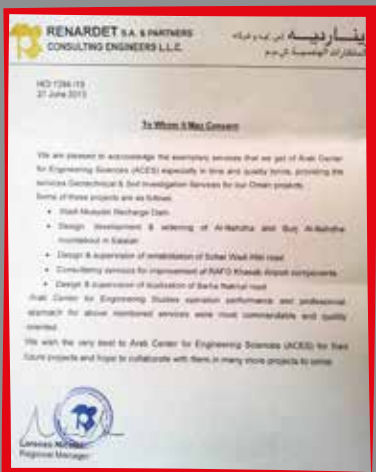 RENARDET S.A. & PARTNERS
CONSULTING ENGINEERS L.L.C.
27 June 2013
To Whom It May Concern
We are pleased to acknowledge the exemplary services that we get of Arab Center
for Engineering Sciences (ACES) especially in time and quality terms, providing the
services Geotechnical & Soil Investigation Services for our Oman projects.
Some of these projects are as follows:
Recharge Dam
Design, development & widening of Al-Nahdha and Burj Al-Nahdha
in Salalah
Design & supervision of rehabilitation of Sohar Wadi Hibi road
Consultancy services for improvement of RAFO Khasab Airport components
Design & supervision of dualization of Barka Nakhal road
Arab Center for Engineering Studies operation performance and professional
approach for above mentioned services were most commendable and quality
oriented.
We wish the very best to Arab Center for Engineering Sciences (ACES) for their
future projects and hope to collaborate with them in many more projects to come.
Regional Manager